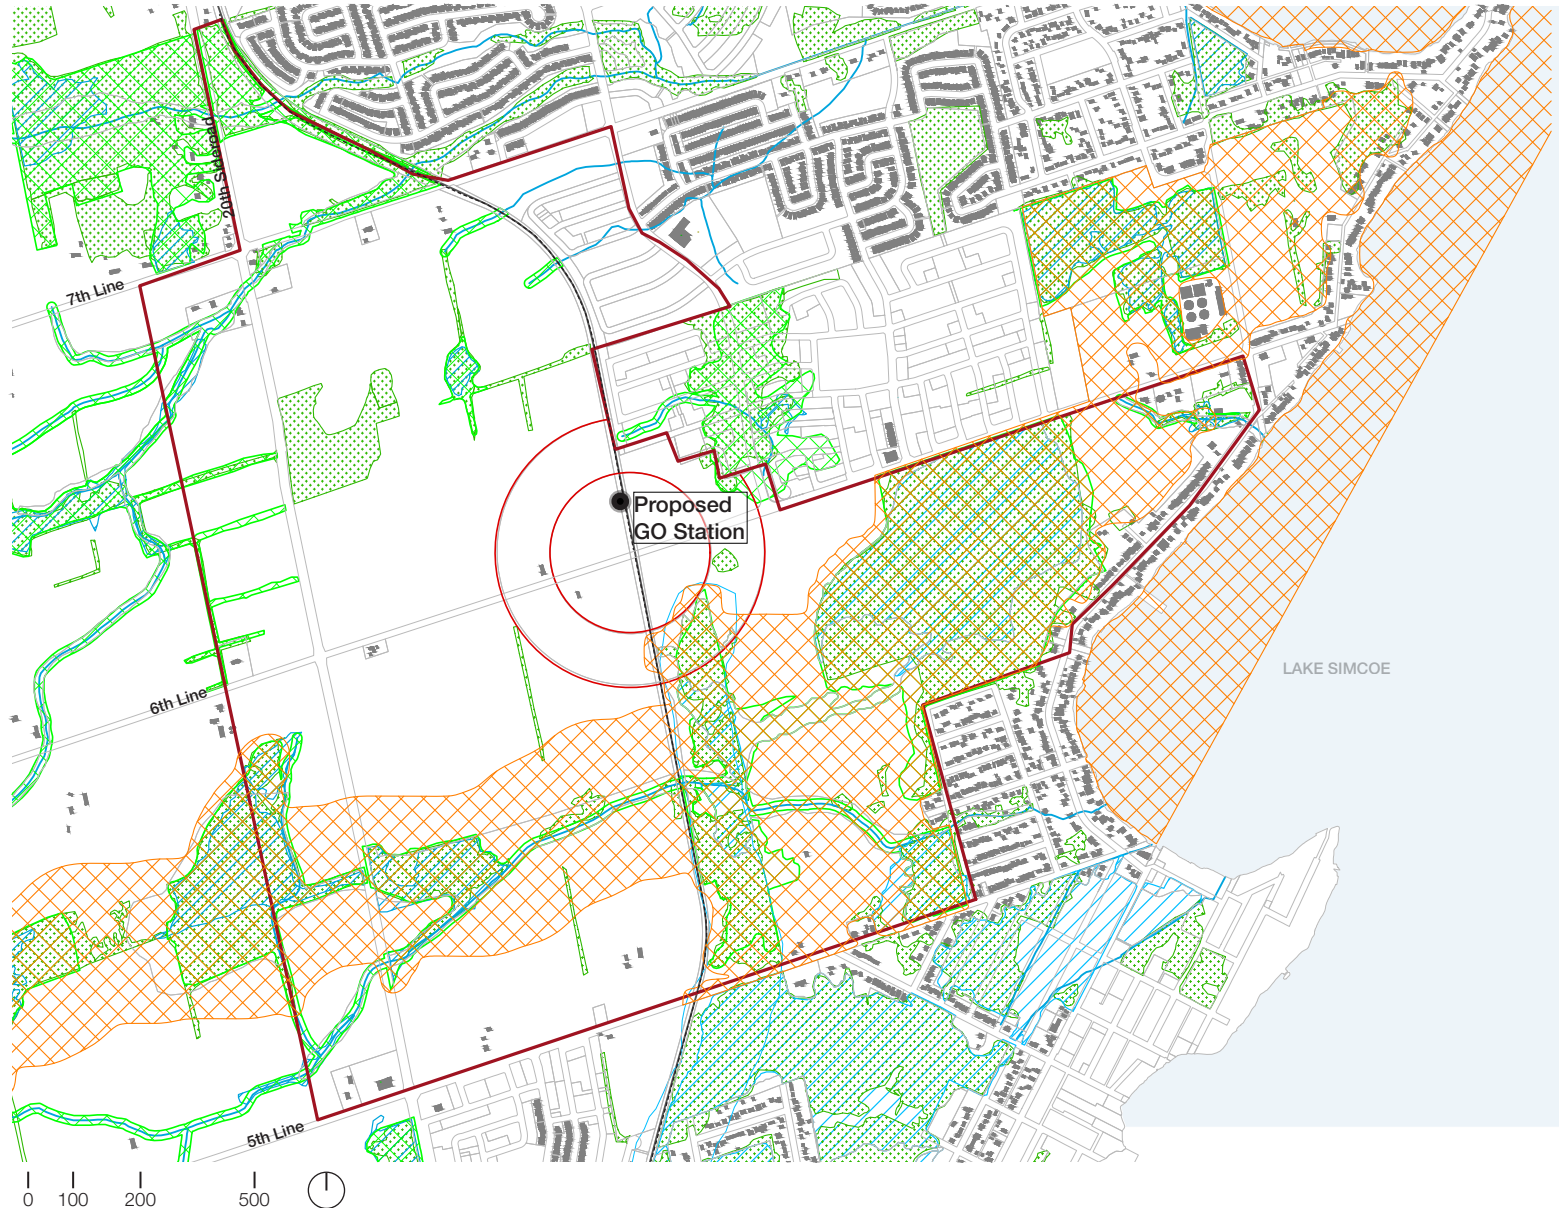 20th Sideroad
7th Line
Proposed
GO Station
LAKE SIMCOE
6th Line
5th Line
0 100 200 500